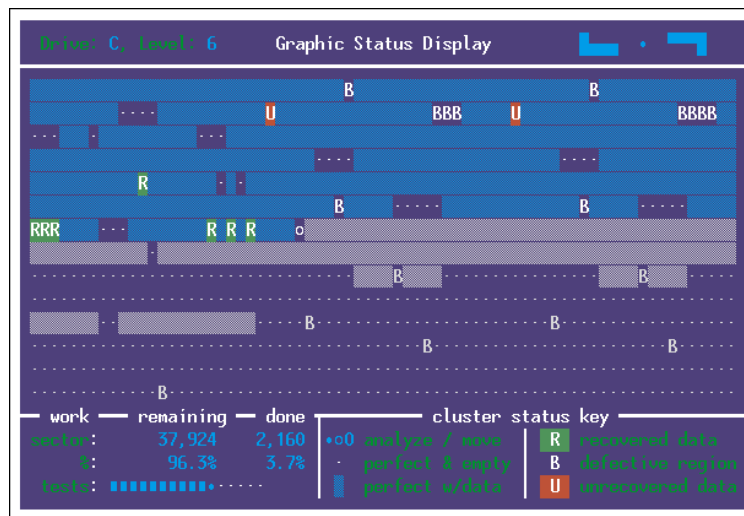 Drive: C, Level: 6 Graphic Status Display
B B
U BBB U BBBB
R
B B
RRR R R R o
B B
B B
B B
B
work remaining done cluster status key
sector: 37,924 2,160 •oO analyze / move R recovered data
%: 96.3% 3.7% · perfect & empty B defective region
tests: perfect w/data U unrecovered data